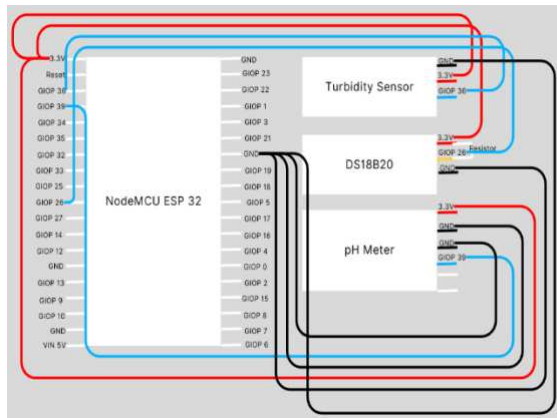 3.3V
Reset
GIOP 36
GIOP 39
GIOP 34
GIOP 35
GIOP 32
GIOP 33
GIOP 25
GIOP 26
GIOP 27
GIOP 14
GIOP 12
GND
GIOP 13
GIOP 9
GIOP 10
GND
VIN 5V
NodeMCU ESP 32
GND
GIOP 23
GIOP 22
GIOP 1
GIOP 3
GIOP 21
GND
GIOP 19
GIOP 18
GIOP 5
GIOP 17
GIOP 16
GIOP 4
GIOP 0
GIOP 2
GIOP 15
GIOP 8
GIOP 7
GIOP 6
Turbidity Sensor
GND
3.3V
GIOP 36
DS18B20
3.3V
GIOP 26
Resistor
GND
pH Meter
3.3V
GND
GND
GIOP 39